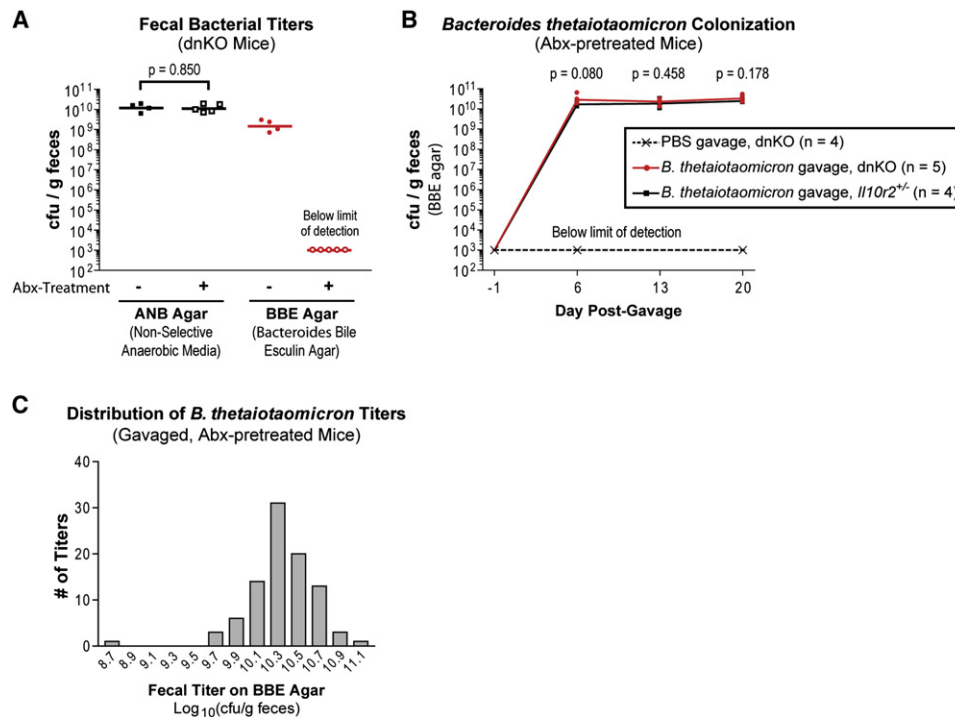 A
Fecal Bacterial Titers
(dnKO Mice)
p = 0.850
cfu / g feces
10¹¹
10¹⁰
10⁹
10⁸
10⁷
10⁶
10⁵
10⁴
10³
10²
Below limit
of detection
Abx-Treatment - + - +
ANB Agar
(Non-Selective
Anaerobic Media)
BBE Agar
(Bacteroides Bile
Esculin Agar)
B
Bacteroides thetaiotaomicron Colonization
(Abx-pretreated Mice)
p = 0.080 p = 0.458 p = 0.178
cfu / g feces
(BBE agar)
10¹¹
10¹⁰
10⁹
10⁸
10⁷
10⁶
10⁵
10⁴
10³
10²
PBS gavage, dnKO (n = 4)
B. thetaiotaomicron gavage, dnKO (n = 5)
B. thetaiotaomicron gavage, Il10r2⁺/⁻ (n = 4)
Below limit of detection
-1 6 13 20
Day Post-Gavage
C
Distribution of B. thetaiotaomicron Titers
(Gavaged, Abx-pretreated Mice)
# of Titers
40
30
20
10
0
8.7 8.9 9.1 9.3 9.5 9.7 9.9 10.1 10.3 10.5 10.7 10.9 11.1
Fecal Titer on BBE Agar
Log₁₀(cfu/g feces)